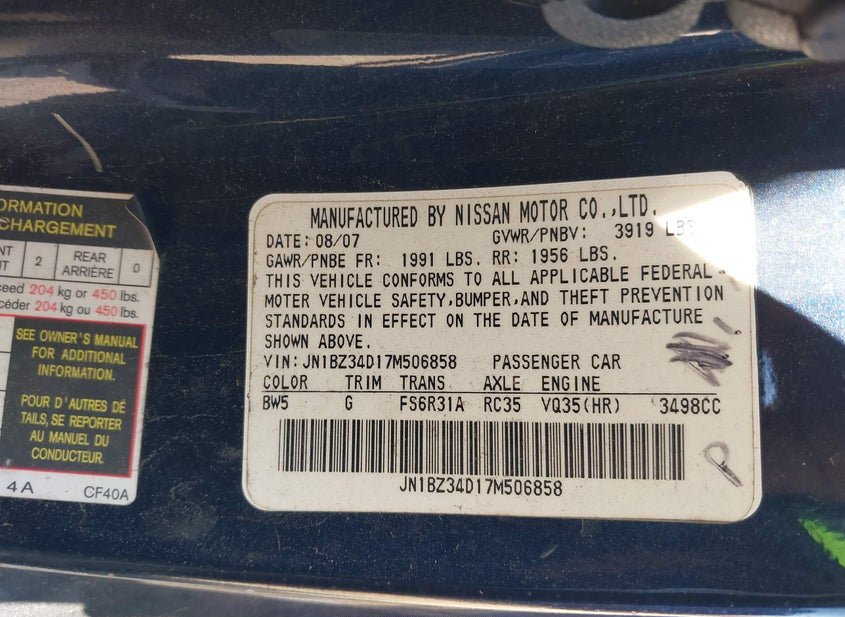 ORMATION
CHARGEMENT
NT
2
REAR
ARRIÈRE
0
ceed 204 kg or 450 lbs.
céder 204 kg ou 450 lbs.
SEE OWNER'S MANUAL
FOR ADDITIONAL
INFORMATION.
POUR D'AUTRES DÉ
TAILS, SE REPORTER
AU MANUEL DU
CONDUCTEUR.
4 A CF40A
MANUFACTURED BY NISSAN MOTOR CO.,LTD.
DATE: 08/07 GVWR/PNBV: 3919 LBS
GAWR/PNBE FR: 1991 LBS. RR: 1956 LBS.
THIS VEHICLE CONFORMS TO ALL APPLICABLE FEDERAL
MOTOR VEHICLE SAFETY,BUMPER,AND THEFT PREVENTION
STANDARDS IN EFFECT ON THE DATE OF MANUFACTURE
SHOWN ABOVE.
VIN: JN1BZ34D17M506858 PASSENGER CAR
COLOR TRIM TRANS AXLE ENGINE
BW5 G FS6R31A RC35 VQ35(HR) 3498CC
JN1BZ34D17M506858
P